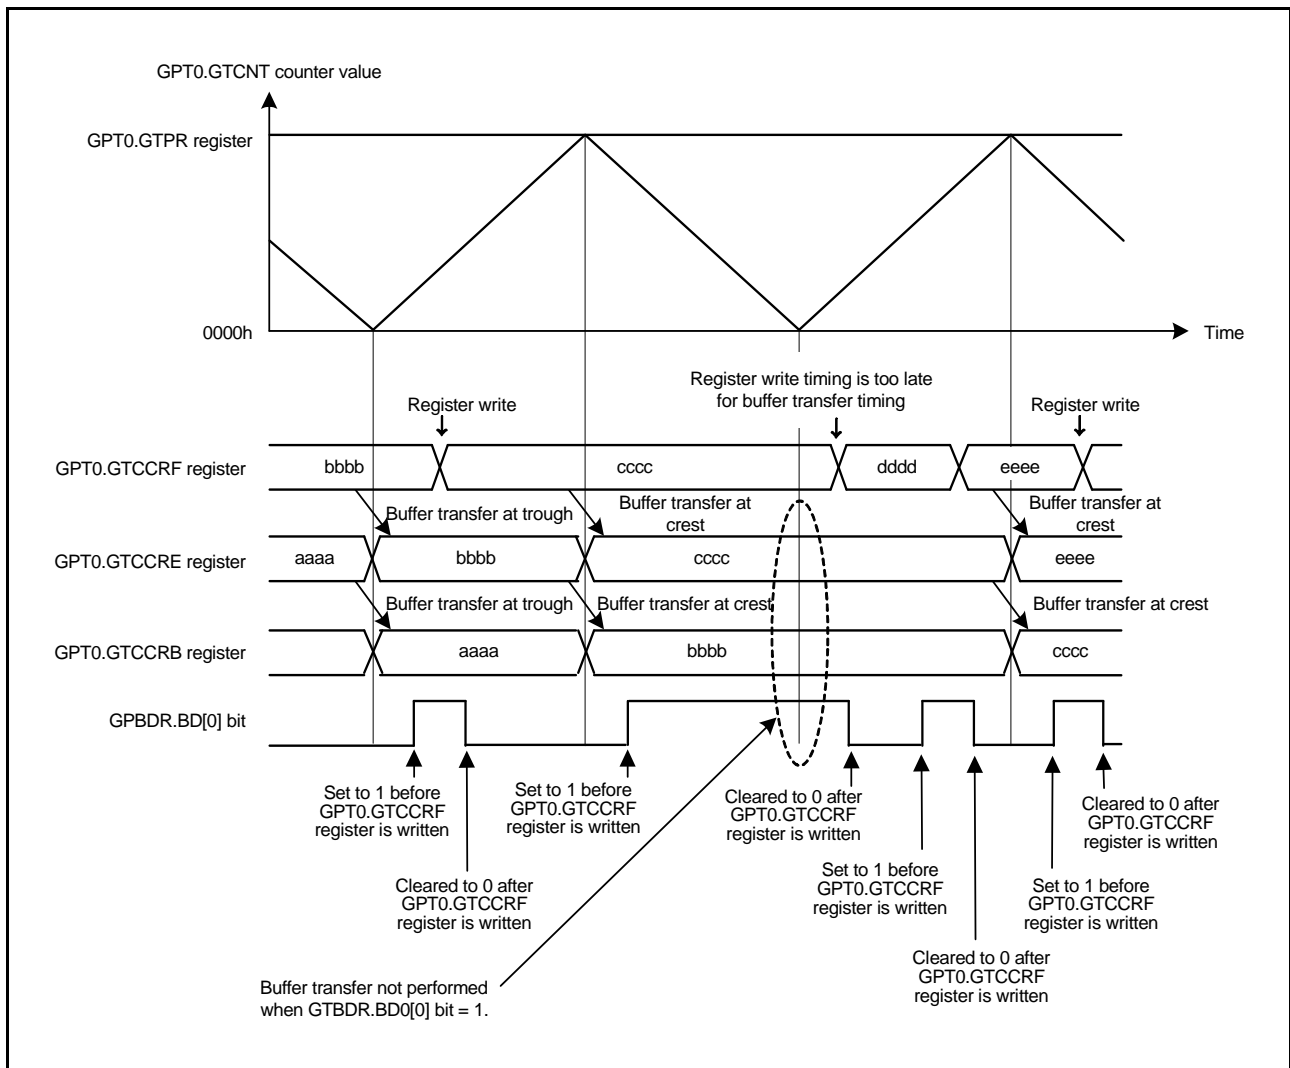 GPT0.GTCNT counter value
GPT0.GTPR register
0000h
Time
Register write timing is too late
for buffer transfer timing
Register write
Register write
GPT0.GTCCRF register
bbbb
cccc
dddd
eeee
Buffer transfer at trough
Buffer transfer at
crest
Buffer transfer at
crest
GPT0.GTCCRE register
aaaa
bbbb
cccc
eeee
Buffer transfer at trough
Buffer transfer at crest
Buffer transfer at crest
GPT0.GTCCRB register
aaaa
bbbb
cccc
GPBDR.BD[0] bit
Set to 1 before
GPT0.GTCCRF
register is written
Set to 1 before
GPT0.GTCCRF
register is written
Cleared to 0 after
GPT0.GTCCRF
register is written
Cleared to 0 after
GPT0.GTCCRF
register is written
Cleared to 0 after
GPT0.GTCCRF
register is written
Set to 1 before
GPT0.GTCCRF
register is written
Set to 1 before
GPT0.GTCCRF
register is written
Cleared to 0 after
GPT0.GTCCRF
register is written
Buffer transfer not performed
when GTBDR.BD0[0] bit = 1.